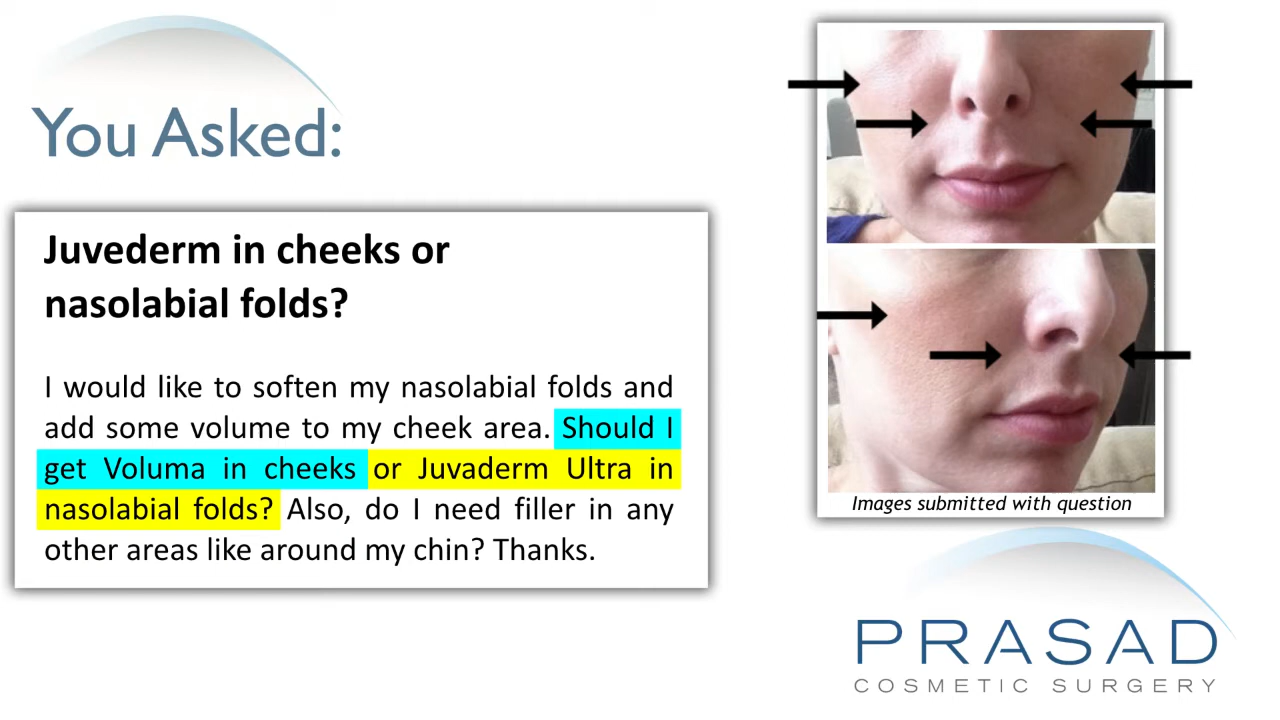 You Asked:
Juvederm in cheeks or
nasolabial folds?
I would like to soften my nasolabial folds and
add some volume to my cheek area. Should I
get Voluma in cheeks or Juvaderm Ultra in
nasolabial folds? Also, do I need filler in any
other areas like around my chin? Thanks.
Images submitted with question
PRASAD
COSMETIC SURGERY